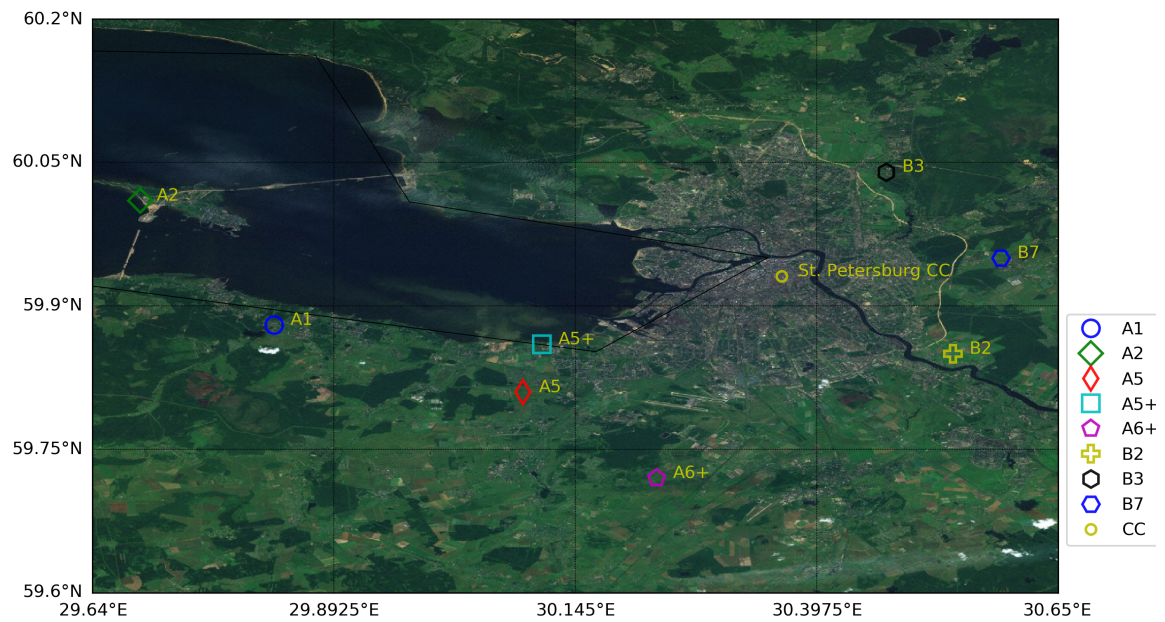 60.2°N
60.05°N
59.9°N
59.75°N
59.6°N
29.64°E
29.8925°E
30.145°E
30.3975°E
30.65°E
A2
B3
B7
St. Petersburg CC
A1
A5+
B2
A5
A6+
A1
A2
A5
A5+
A6+
B2
B3
B7
CC